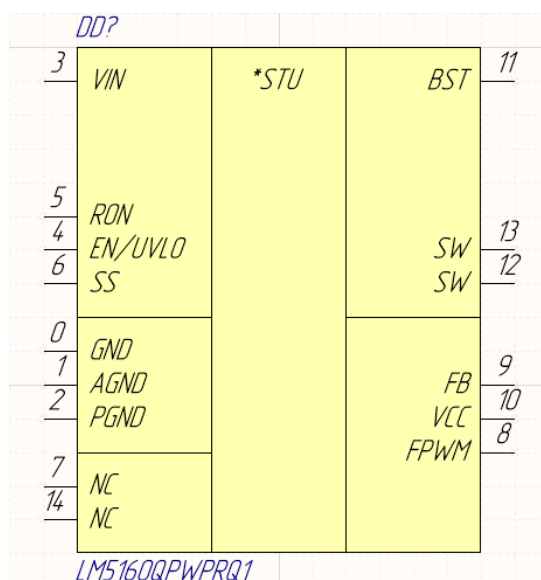 DD?
3 VIN *STU BST 11
5 RON
4 EN/UVLO SW 13
6 SS SW 12
0 GND
1 AGND FB 9
2 PGND VCC 10
FPWM 8
7 NC
14 NC
LM5160QPWPRQ1